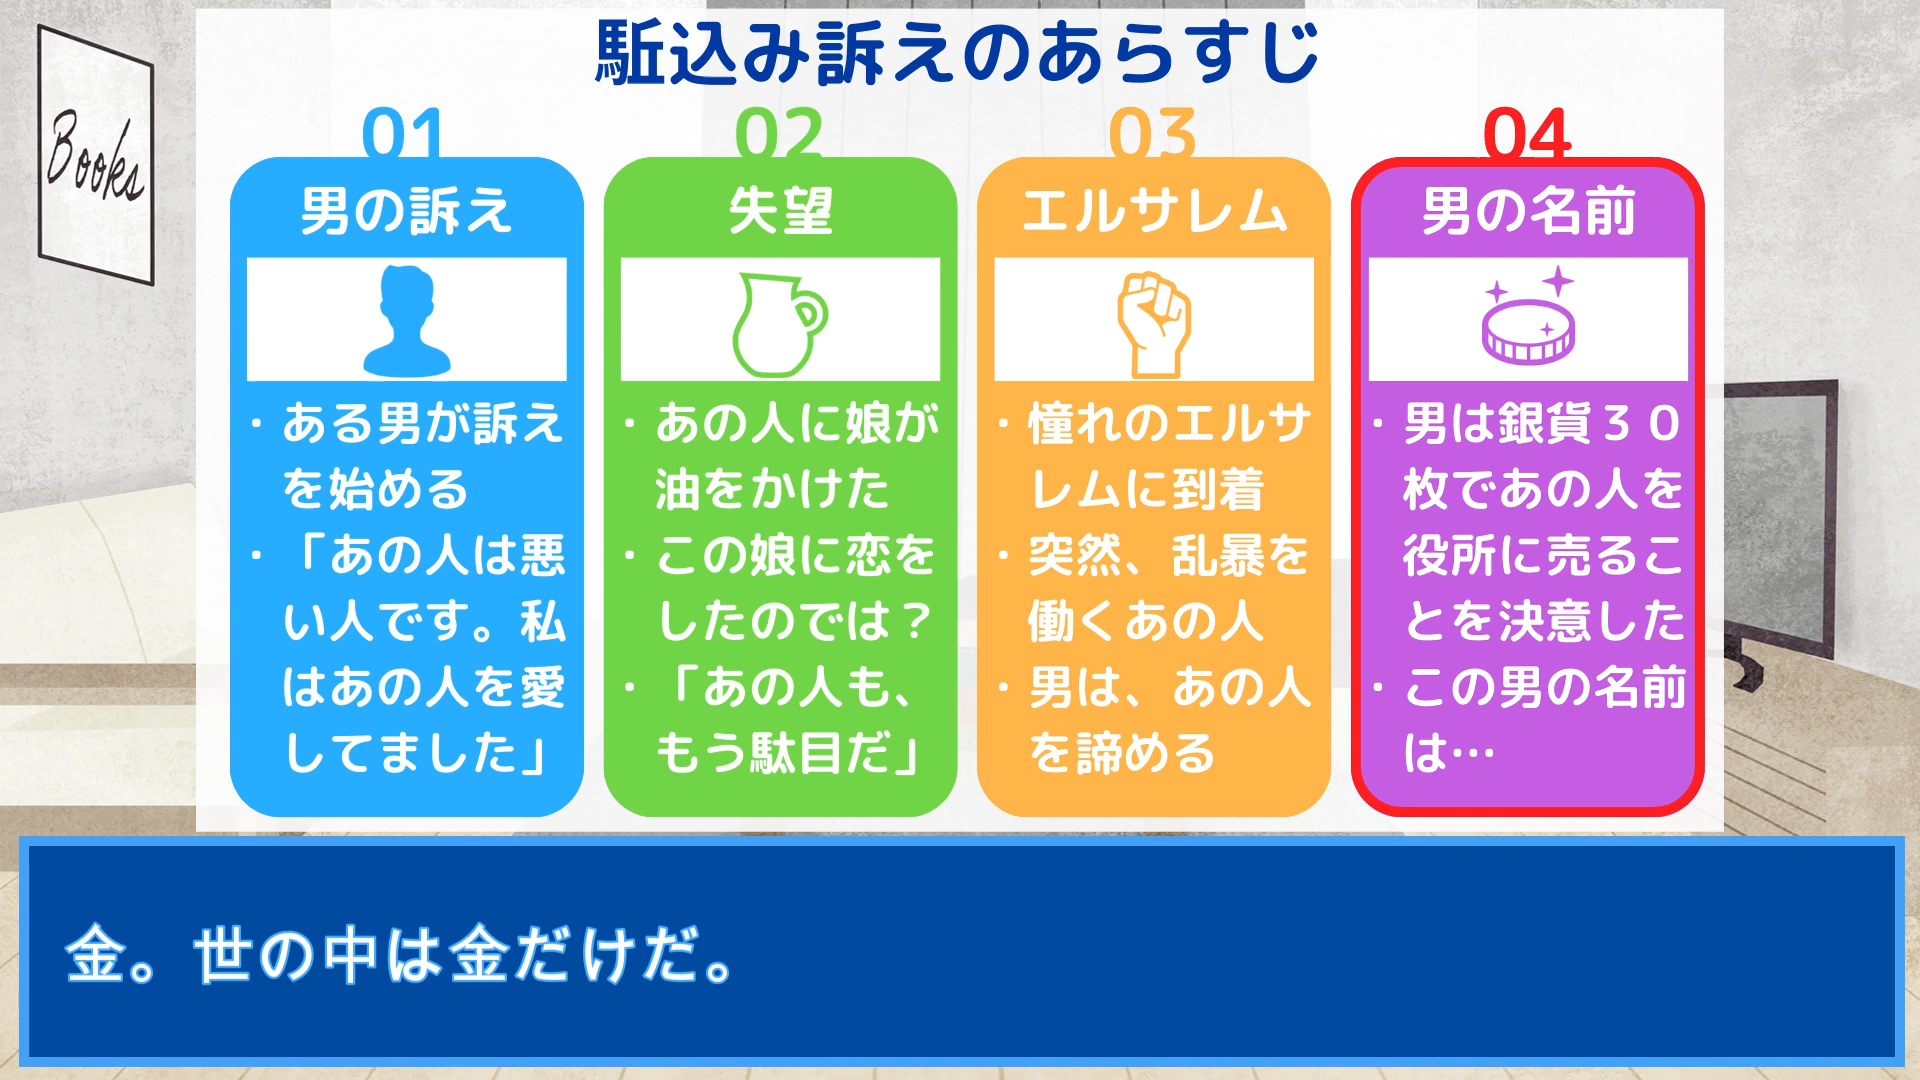 Books
駈込み訴えのあらすじ
01
男の訴え
・ある男が訴え
を始める
・「あの人は悪
い人です。私
はあの人を愛
してました」
02
失望
・あの人に娘が
油をかけた
・この娘に恋を
したのでは？
・「あの人も、
もう駄目だ」
03
エルサレム
・憧れのエルサ
レムに到着
・突然、乱暴を
働くあの人
・男は、あの人
を諦める
04
男の名前
・男は銀貨３０
枚であの人を
役所に売るこ
とを決意した
・この男の名前
は…
金。世の中は金だけだ。